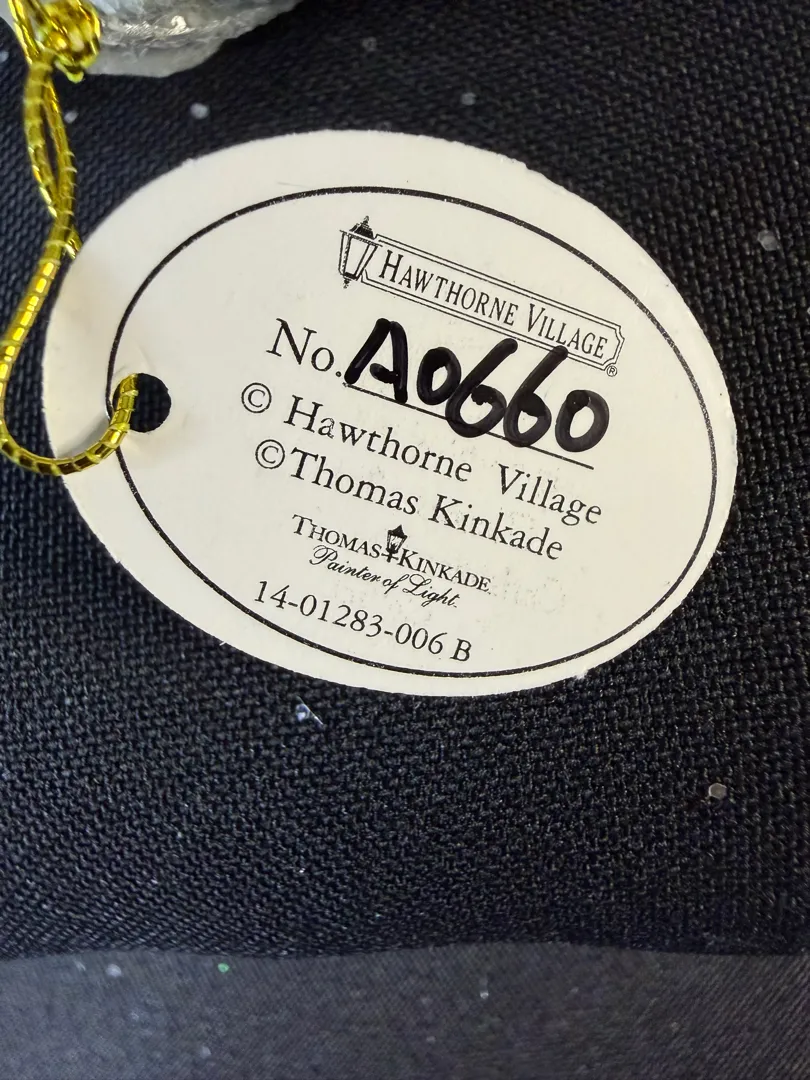 HAWTHORNE VILLAGE®
No. A0660
© Hawthorne Village
©Thomas Kinkade
THOMAS KINKADE
Painter of Light
14-01283-006 B